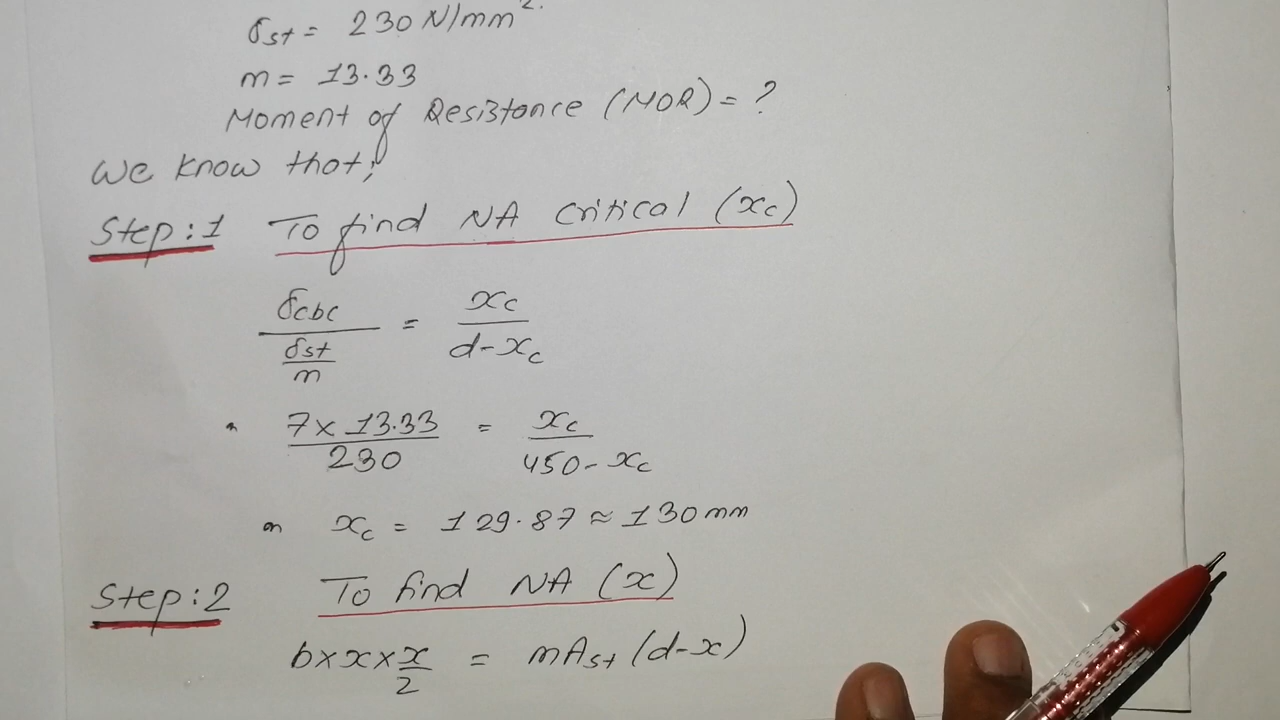 σst = 230 N/mm².
m = 13.33
Moment of Resistance (MOR) = ?
We know that;
Step:1 To find NA Critical (xc)
σcbc / (σst / m) = xc / (d-xc)
7 x 13.33 / 230 = xc / (450-xc)
or xc = 129.87 ≈ 130mm
Step:2 To find NA (x)
b x x x x/2 = mAst (d-x)